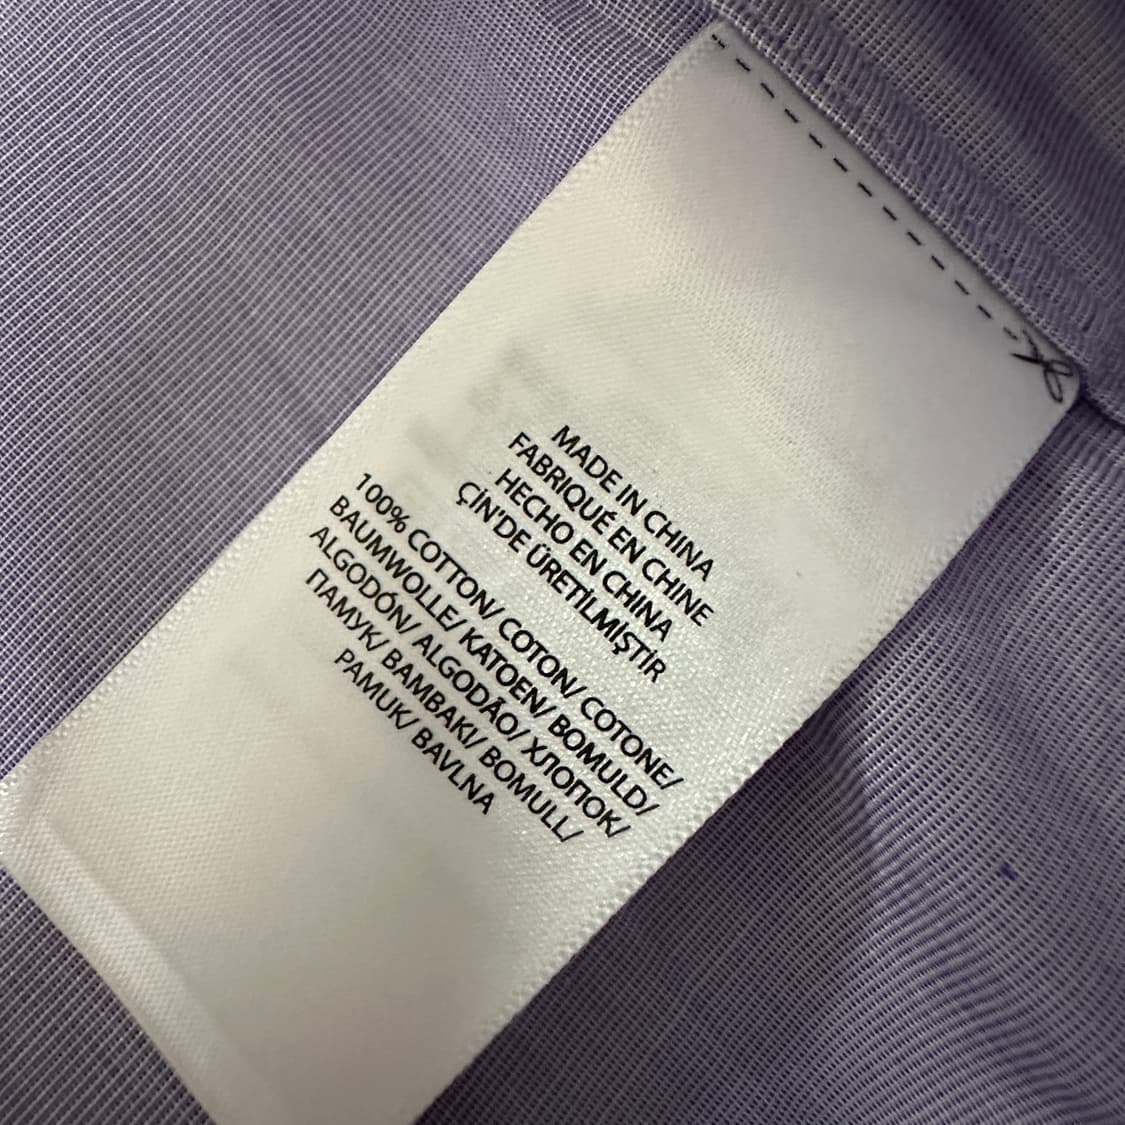 MADE IN CHINA
FABRIQUÉ EN CHINE
HECHO EN CHINA
ÇİN'DE ÜRETİLMİŞTİR
100% COTTON/ COTON/ COTONE/
BAUMWOLLE/ KATOEN/ BOMULD/
ALGODÓN/ ALGODÃO/ ХЛОПОК/
ПАМУК/ BAMBAKI/ BOMULL/
PAMUK/ BAVLNA